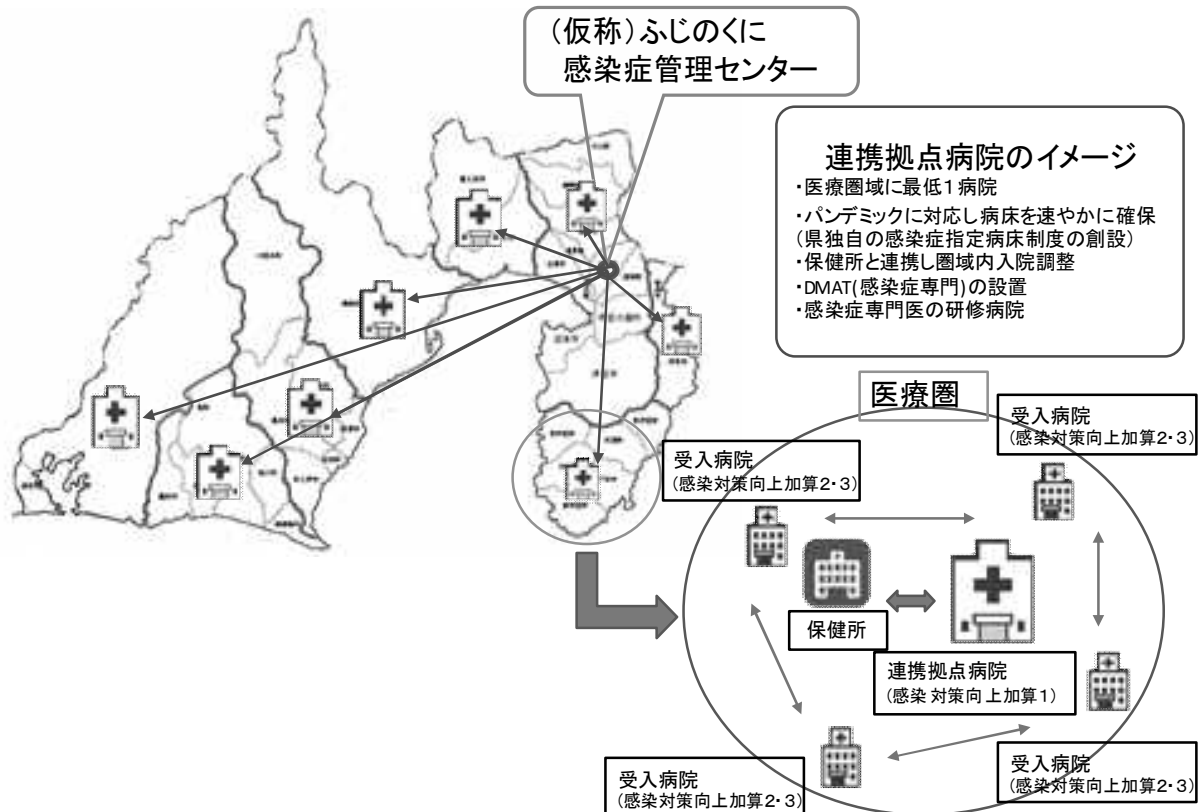 (仮称)ふじのくに
感染症管理センター
連携拠点病院のイメージ
・医療圏域に最低1病院
・パンデミックに対応し病床を速やかに確保
(県独自の感染症指定病床制度の創設)
・保健所と連携し圏域内入院調整
・DMAT(感染症専門)の設置
・感染症専門医の研修病院
医療圏
受入病院
(感染対策向上加算2・3)
受入病院
(感染対策向上加算2・3)
保健所
連携拠点病院
(感染対策向上加算1)
受入病院
(感染対策向上加算2・3)
受入病院
(感染対策向上加算2・3)